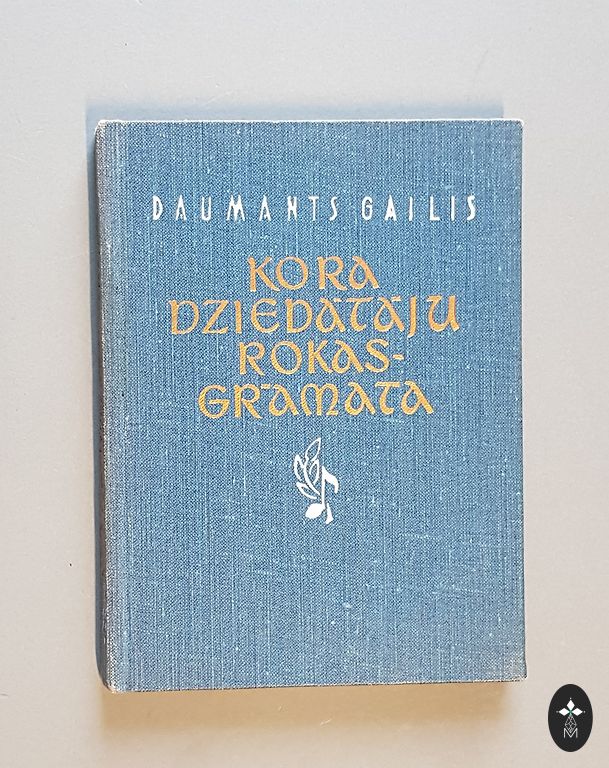 DAUMANTS GAILIS
KORA
DZIEDĀTĀJU
ROKAS-
GRĀMATA
M